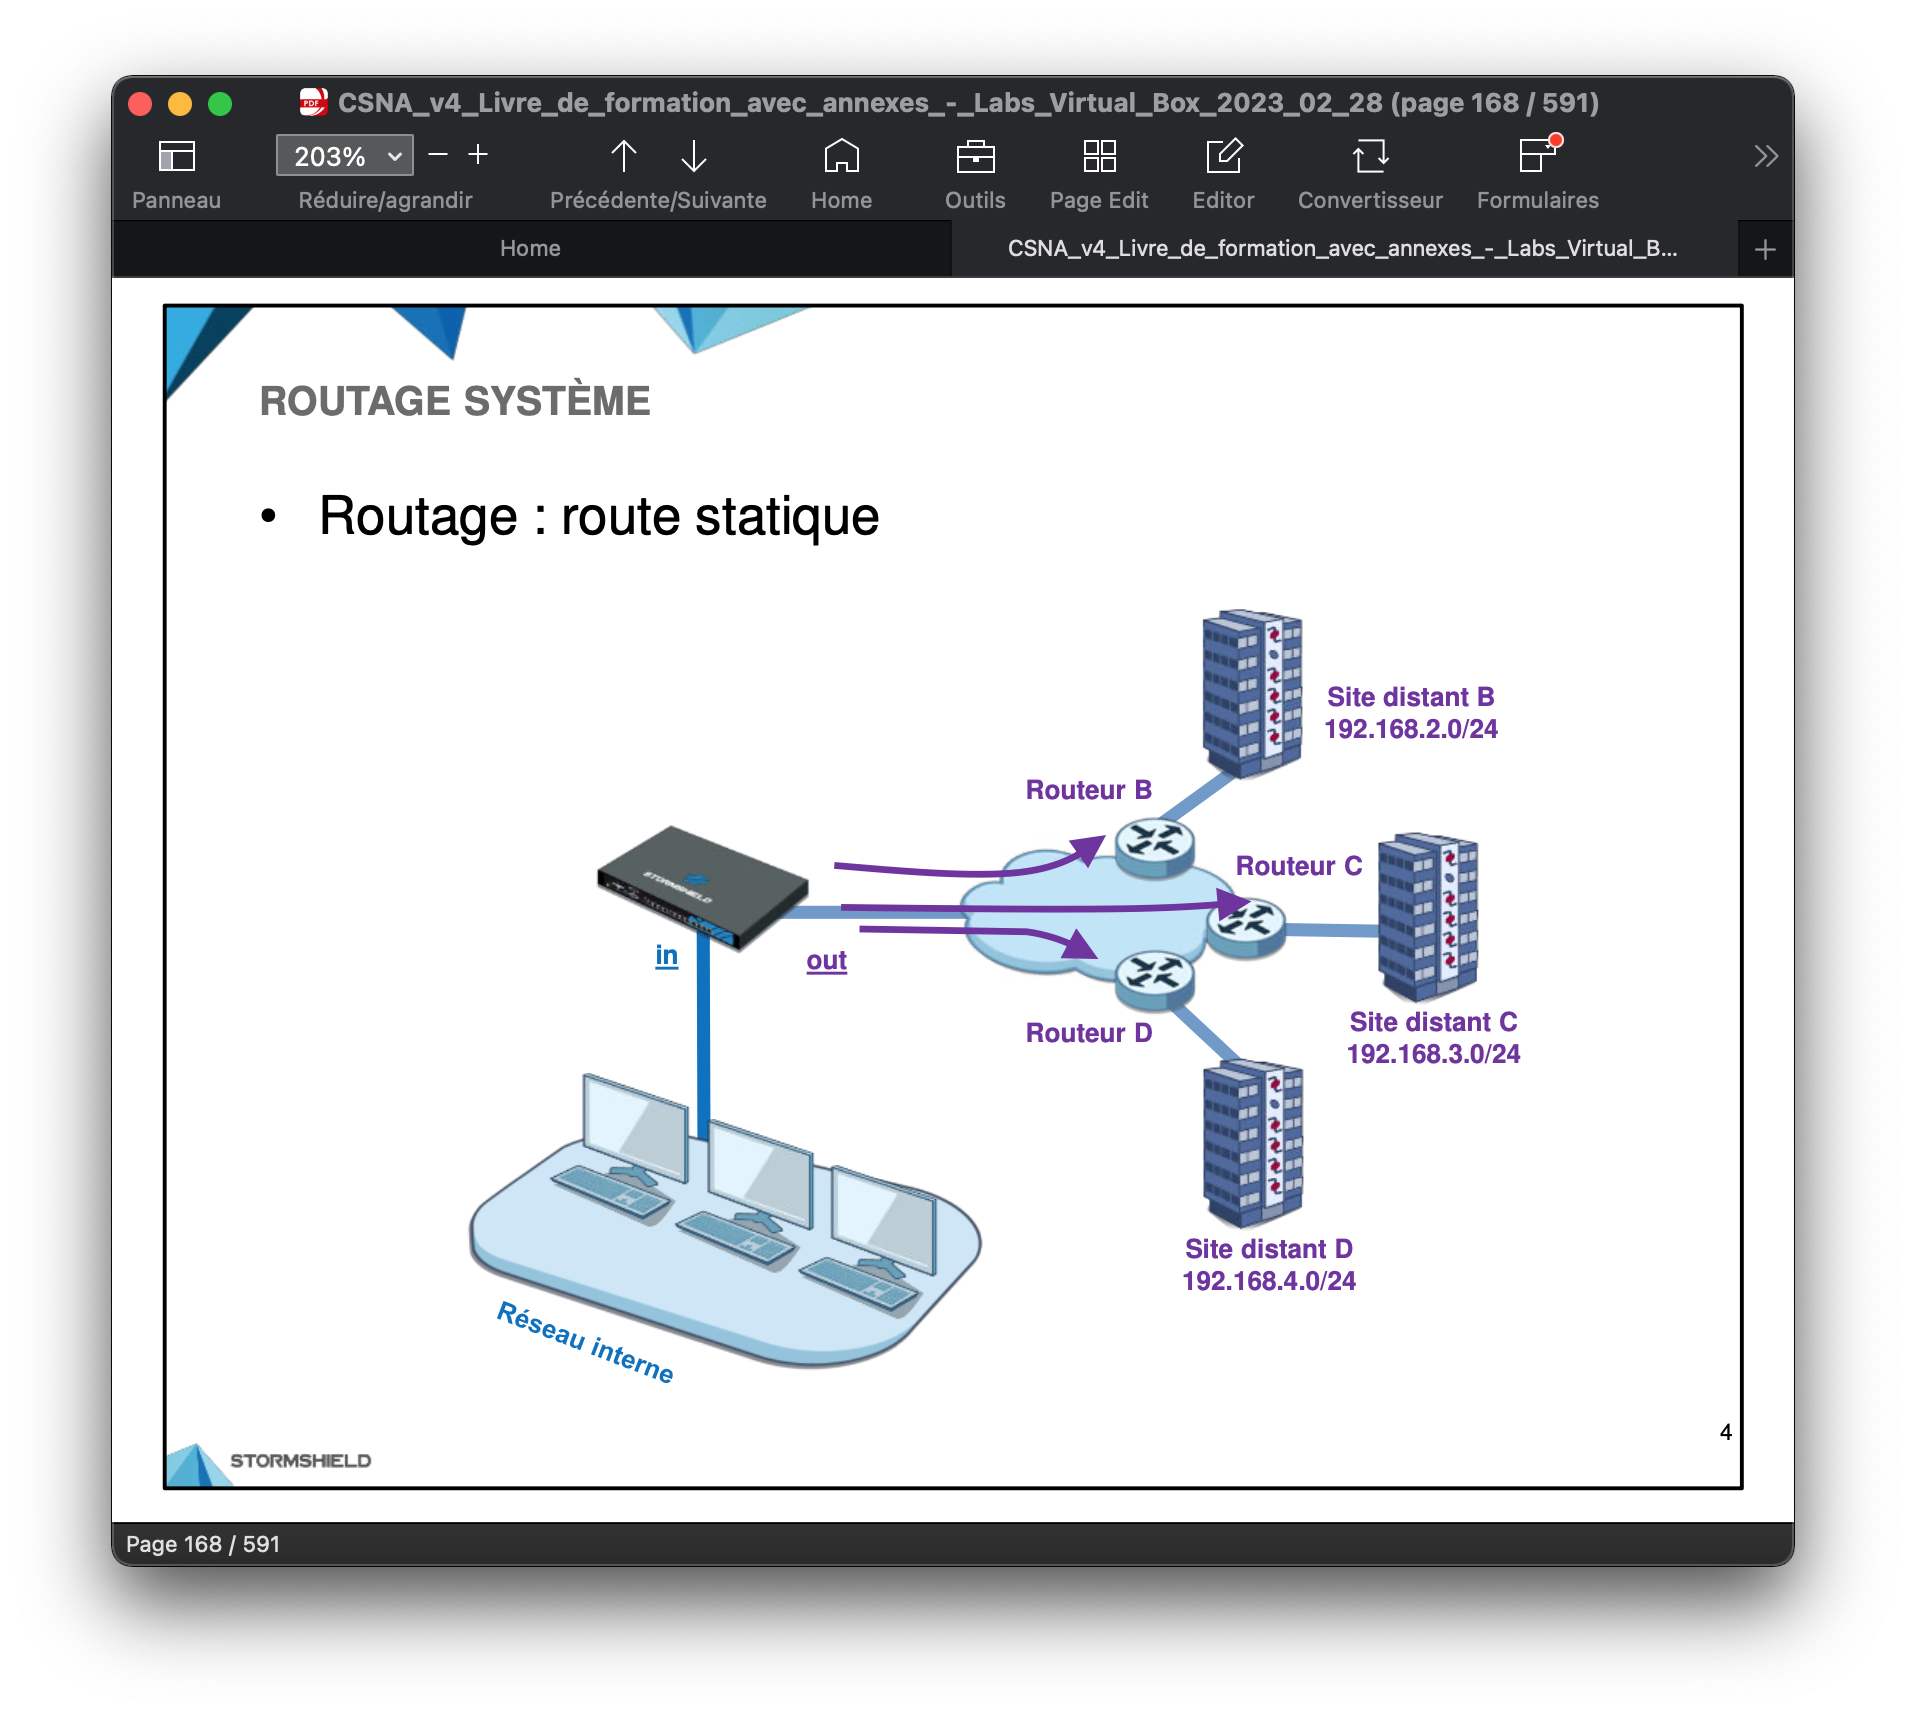 CSNA_v4_Livre_de_formation_avec_annexes_-_Labs_Virtual_Box_2023_02_28 (page 168 / 591)
203%
Panneau
Réduire/agrandir
Précédente/Suivante
Home
Outils
Page Edit
Editor
Convertisseur
Formulaires
Home
CSNA_v4_Livre_de_formation_avec_annexes_-_Labs_Virtual_B...
ROUTAGE SYSTÈME
• Routage : route statique
Site distant B
192.168.2.0/24
Routeur B
Routeur C
STORMSHIELD
in
out
Routeur D
Site distant C
192.168.3.0/24
Site distant D
192.168.4.0/24
Réseau interne
4
STORMSHIELD
Page 168 / 591